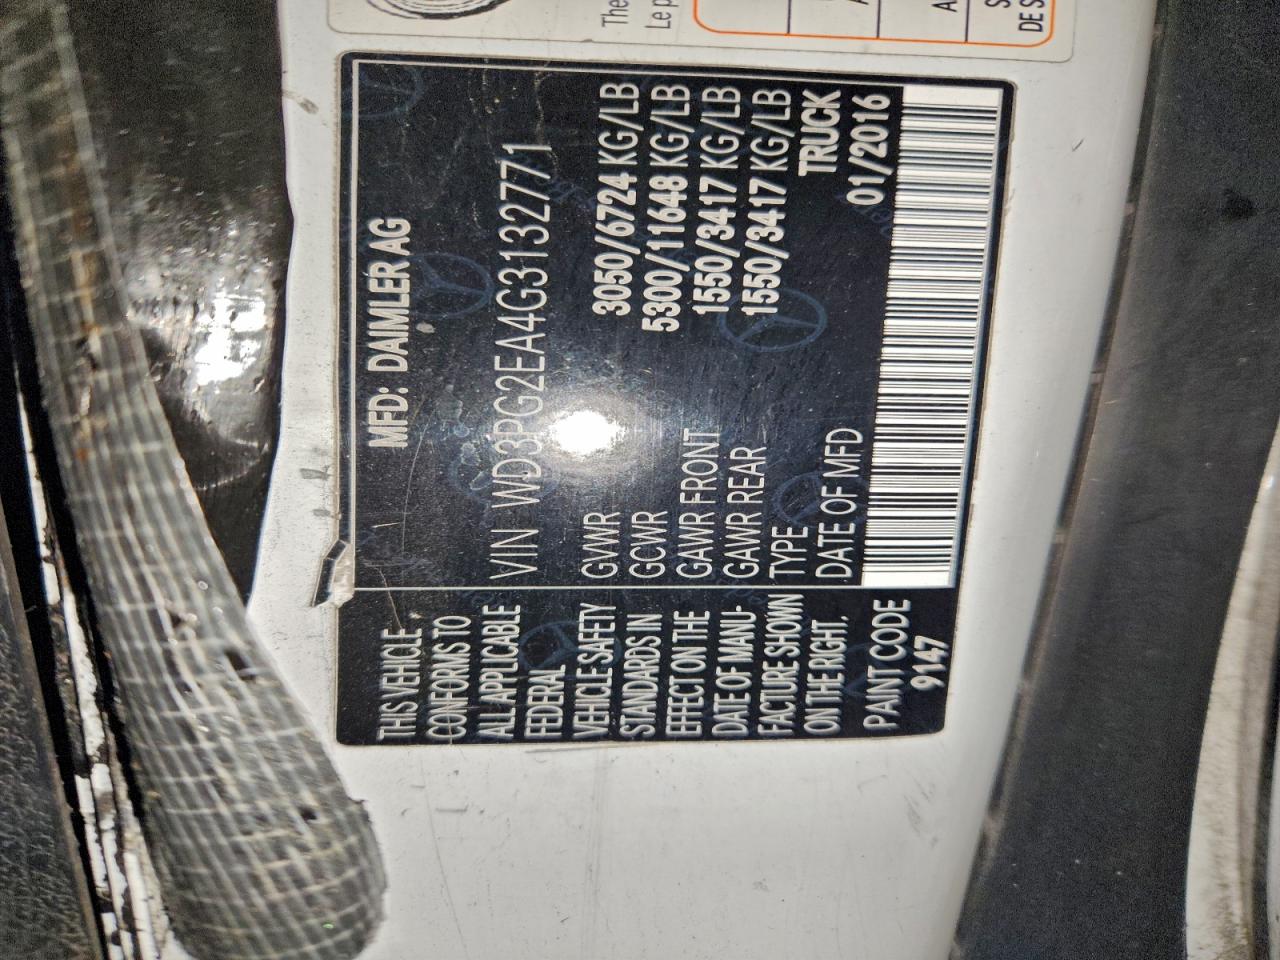 MFD: DAIMLER AG
VIN WD3PG2EA4G3132771
GVWR 3050/6724 KG/LB
GCWR 5300/11648 KG/LB
GAWR FRONT 1550/3417 KG/LB
GAWR REAR 1550/3417 KG/LB
TYPE TRUCK
DATE OF MFD 01/2016
THIS VEHICLE
CONFORMS TO
ALL APPLICABLE
FEDERAL
VEHICLE SAFETY
STANDARDS IN
EFFECT ON THE
DATE OF MANU-
FACTURE SHOWN
ON THE RIGHT.
PAINT CODE
9147
The
Le p
DE S